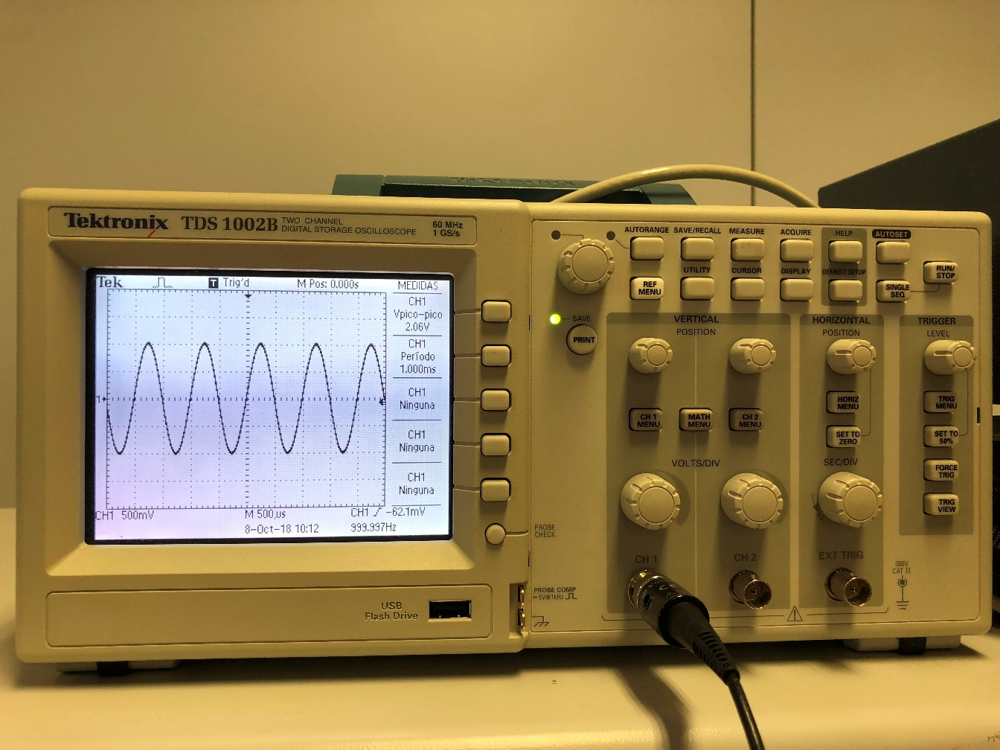 Tektronix TDS 1002B TWO CHANNEL
DIGITAL STORAGE OSCILLOSCOPE
60 MHz
1 GS/s
Tek
T Trig'd
M Pos: 0.000s
MEDIDAS
CH1
Vpico-pico
2.06V
CH1
Período
1.000ms
CH1
Ninguna
CH1
Ninguna
CH1
Ninguna
1
CH1 500mV
M 500µs
CH1 -62.1mV
8-Oct-18 10:12
999.997Hz
PROBE
CHECK
USB
Flash Drive
PROBE COMP
~5V@1kHz
AUTORANGE
SAVE/RECALL
MEASURE
ACQUIRE
HELP
AUTOSET
UTILITY
CURSOR
DISPLAY
DEFAULT SETUP
REF
MENU
SINGLE
SEQ
RUN/
STOP
SAVE
PRINT
VERTICAL
POSITION
CH 1
MENU
MATH
MENU
CH 2
MENU
VOLTS/DIV
CH 1
CH 2
HORIZONTAL
POSITION
HORIZ
MENU
SET TO
ZERO
SEC/DIV
EXT TRIG
TRIGGER
LEVEL
TRIG
MENU
SET TO
50%
FORCE
TRIG
TRIG
VIEW
300V
CAT II